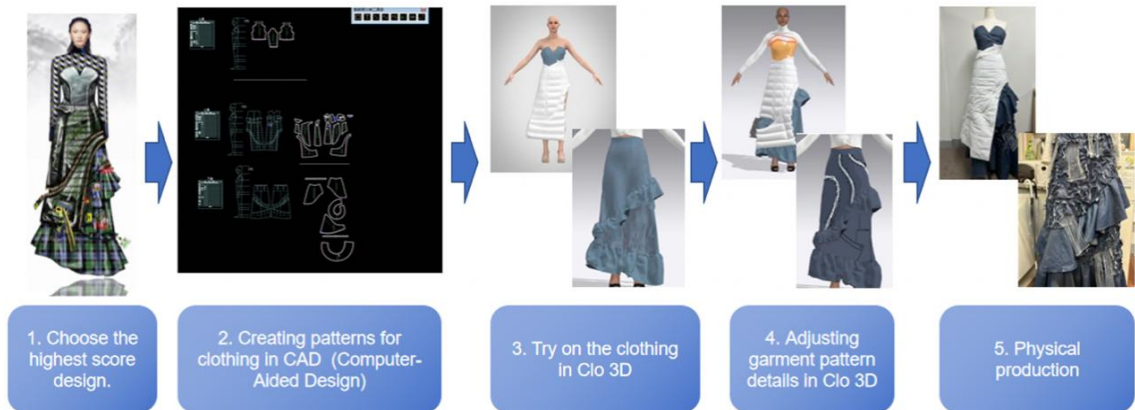 1. Choose the
highest score
design.
2. Creating patterns for
clothing in CAD (Computer-
Aided Design)
3. Try on the clothing
in Clo 3D
4. Adjusting
garment pattern
details in Clo 3D
5. Physical
production